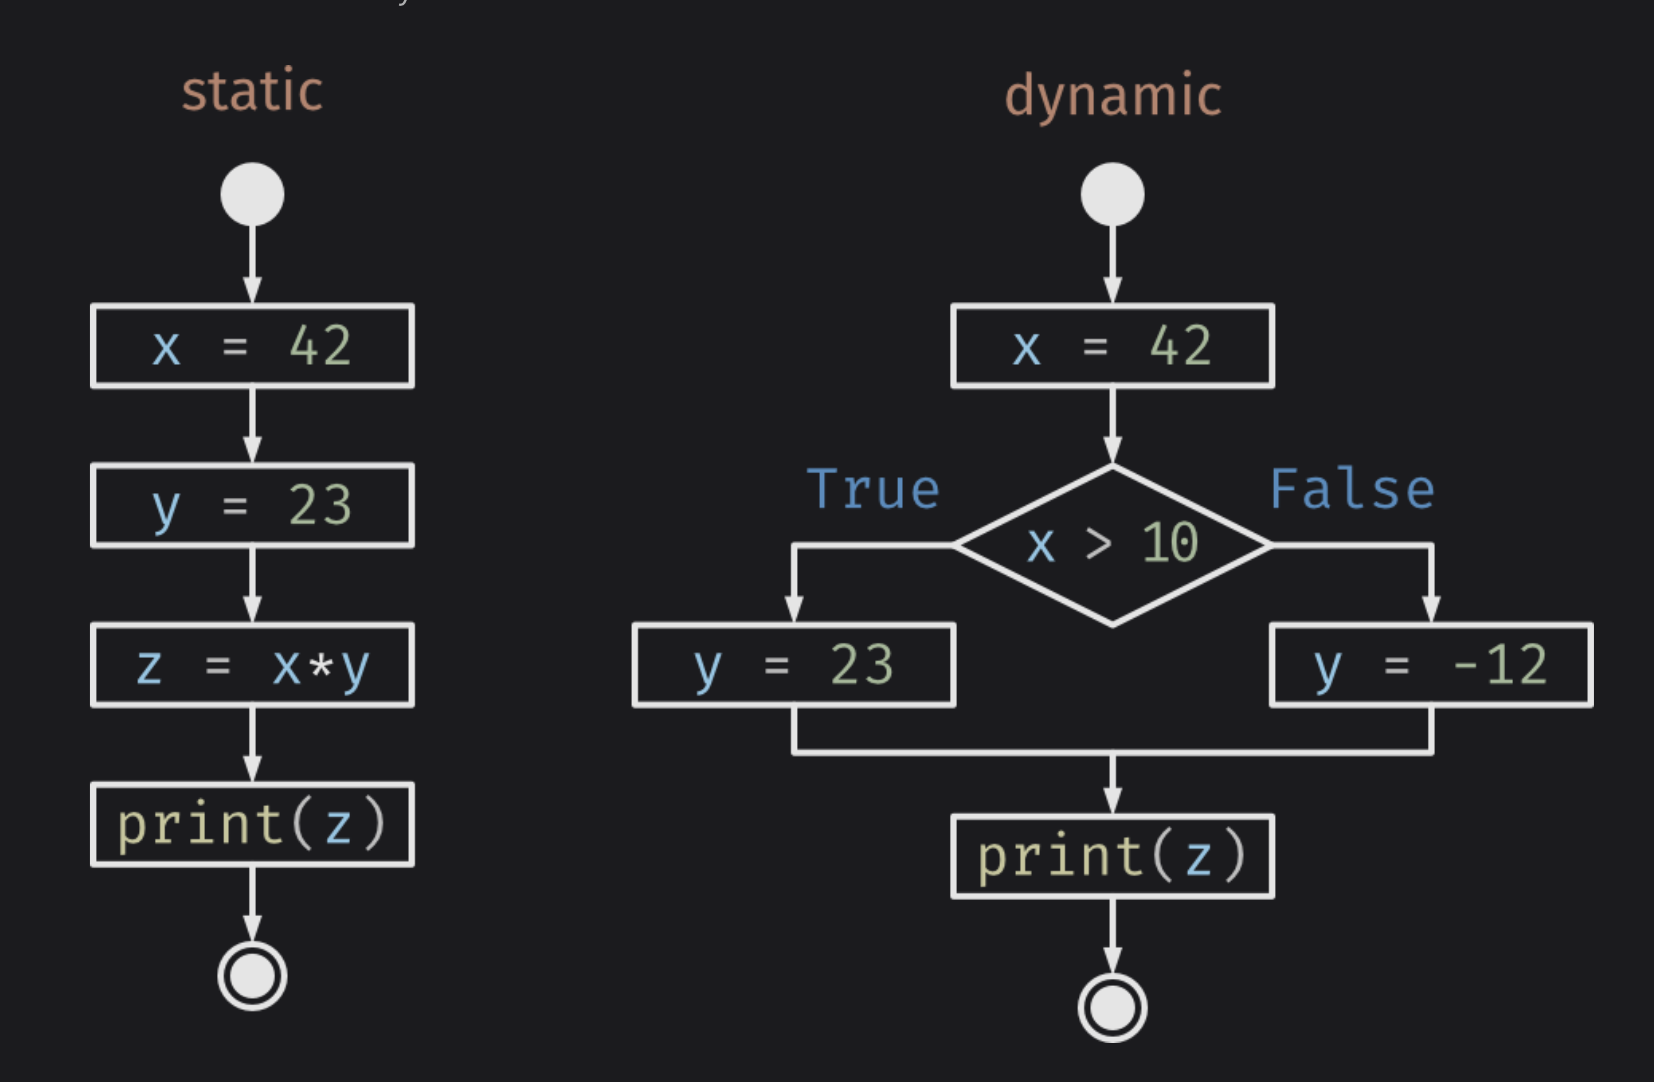 static
x = 42
y = 23
z = x*y
print(z)
dynamic
x = 42
True
False
x > 10
y = 23
y = -12
print(z)